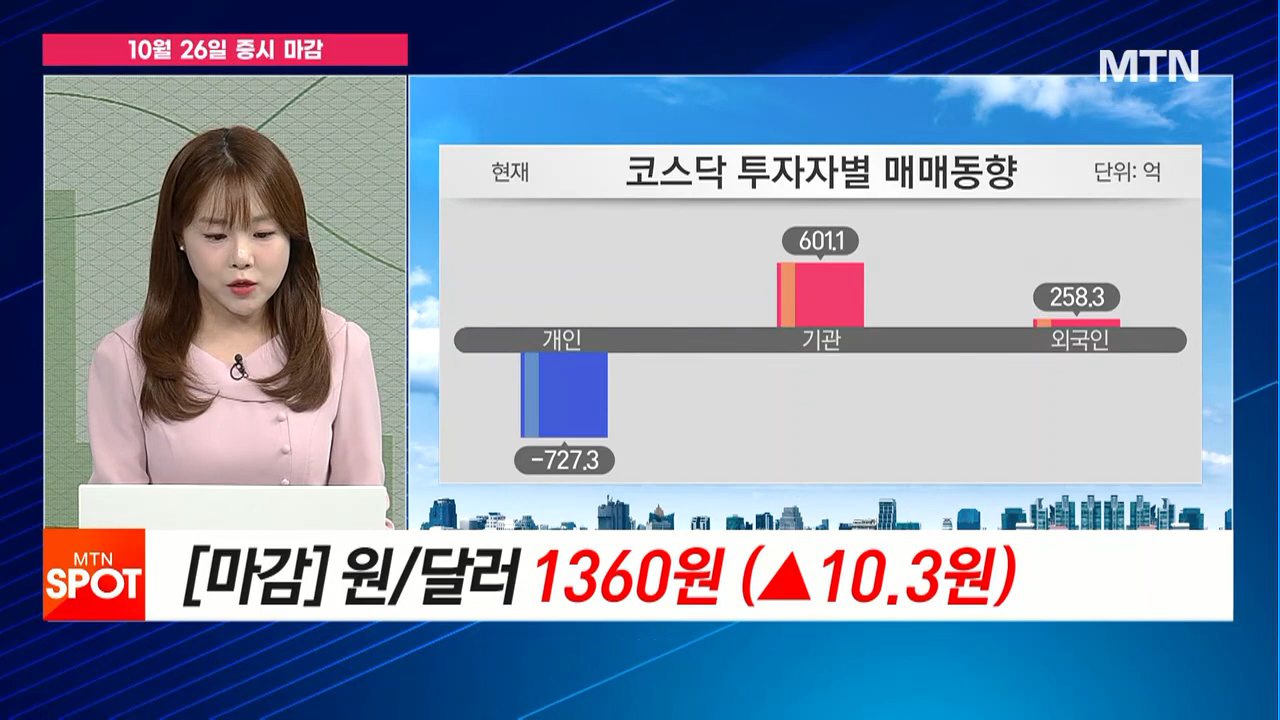 10월 26일 증시 마감
MTN
현재
코스닥 투자자별 매매동향
단위: 억
601.1
258.3
개인
기관
외국인
-727.3
MTN
SPOT
[마감] 원/달러 1360원 (▲10.3원)